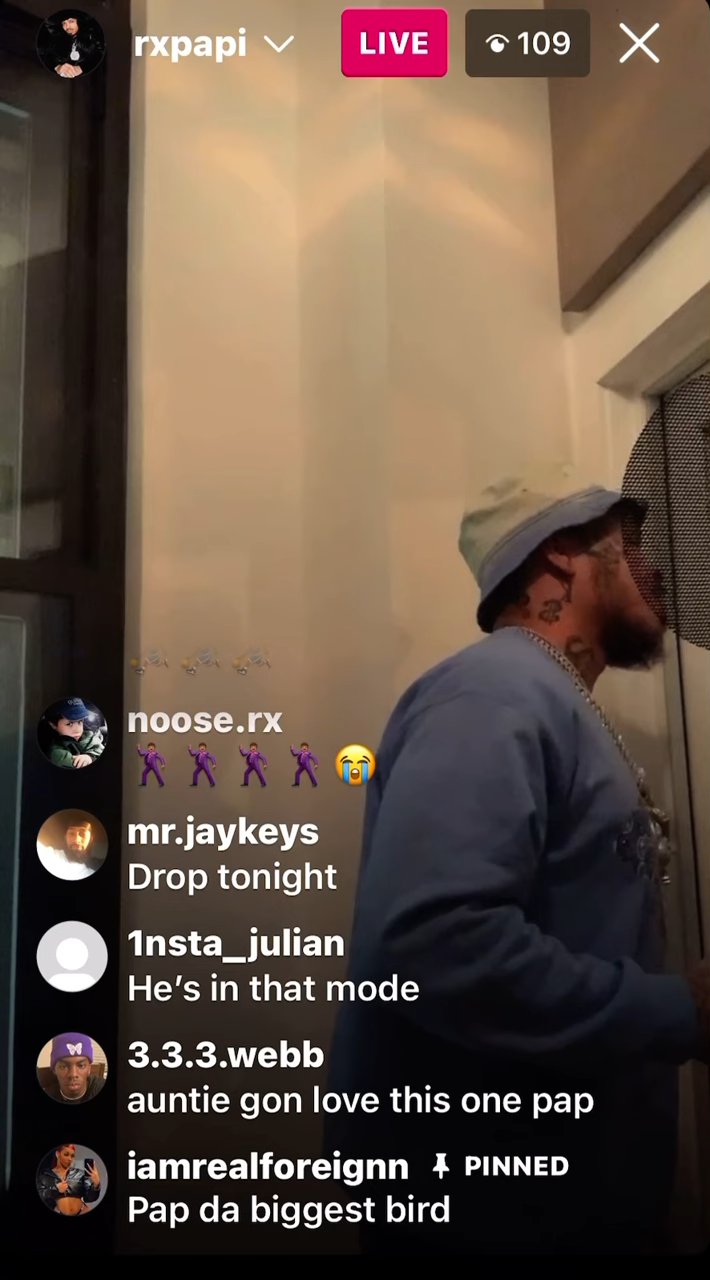 rxpapi
LIVE
109
noose.rx
🕺🏾🕺🏾🕺🏾🕺🏾😭
mr.jaykeys
Drop tonight
1nsta_julian
He’s in that mode
3.3.3.webb
auntie gon love this one pap
iamrealforeignn PINNED
Pap da biggest bird